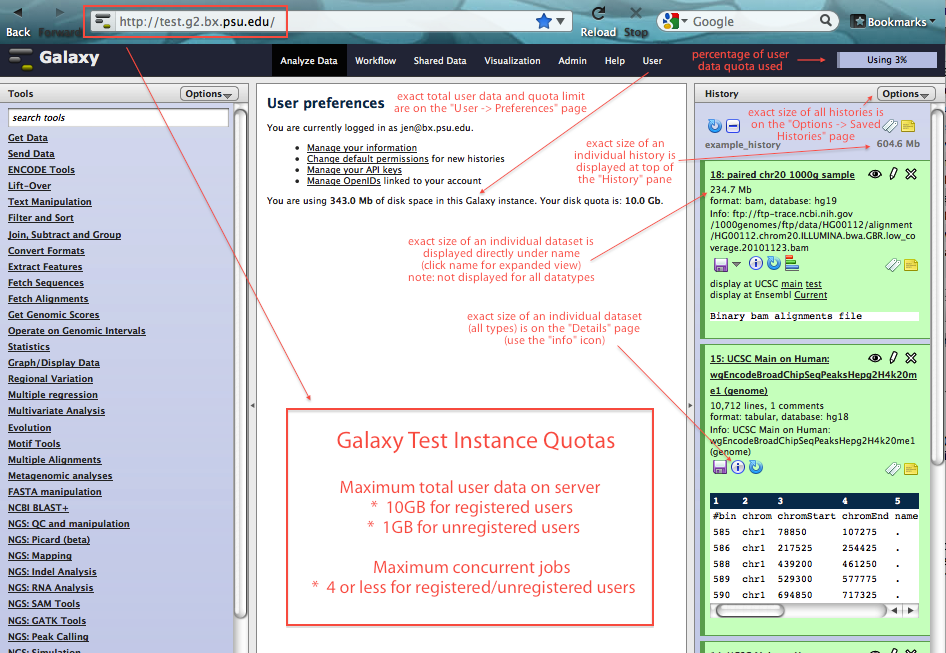 http://test.g2.bx.psu.edu/
Google
Bookmarks
Back
Forward
Reload
Stop
Galaxy
Analyze Data
Workflow
Shared Data
Visualization
Admin
Help
User
percentage of user
data quota used
Using 3%
Tools
Options
search tools
Get Data
Send Data
ENCODE Tools
Lift-Over
Text Manipulation
Filter and Sort
Join, Subtract and Group
Convert Formats
Extract Features
Fetch Sequences
Fetch Alignments
Get Genomic Scores
Operate on Genomic Intervals
Statistics
Graph/Display Data
Regional Variation
Multiple regression
Multivariate Analysis
Evolution
Motif Tools
Multiple Alignments
Metagenomic analyses
FASTA manipulation
NCBI BLAST+
NGS: QC and manipulation
NGS: Picard (beta)
NGS: Mapping
NGS: Indel Analysis
NGS: RNA Analysis
NGS: SAM Tools
NGS: GATK Tools
NGS: Peak Calling
NGS: Simulation
exact total user data and quota limit
are on the "User -> Preferences" page
User preferences
You are currently logged in as jen@bx.psu.edu.
Manage your information
Change default permissions for new histories
Manage your API keys
Manage OpenIDs linked to your account
You are using 343.0 Mb of disk space in this Galaxy instance. Your disk quota is: 10.0 Gb.
exact size of an
individual history is
displayed at top of
the "History" pane
exact size of an individual dataset is
displayed directly under name
(click name for expanded view)
note: not displayed for all datatypes
exact size of an individual dataset
(all types) is on the "Details" page
(use the "info" icon)
Galaxy Test Instance Quotas
Maximum total user data on server
* 10GB for registered users
* 1GB for unregistered users
Maximum concurrent jobs
* 4 or less for registered/unregistered users
History
Options
exact size of all histories is
on the "Options -> Saved
Histories" page
example_history
604.6 Mb
18: paired chr20 1000g sample
234.7 Mb
format: bam, database: hg19
Info: ftp://ftp-trace.ncbi.nih.gov
/1000genomes/ftp/data/HG00112/alignment
/HG00112.chrom20.ILLUMINA.bwa.GBR.low_co
verage.20101123.bam
display at UCSC main test
display at Ensembl Current
Binary bam alignments file
15: UCSC Main on Human:
wgEncodeBroadChipSeqPeaksHepg2H4k20m
e1 (genome)
10,712 lines, 1 comments
format: tabular, database: hg18
Info: UCSC Main on Human:
wgEncodeBroadChipSeqPeaksHepg2H4k20me1
(genome)
1 2 3 4 5
#bin chrom chromStart chromEnd name
585 chr1 78850 107275 .
586 chr1 217525 254425 .
588 chr1 439200 461250 .
589 chr1 529300 577775 .
590 chr1 694850 717325 .